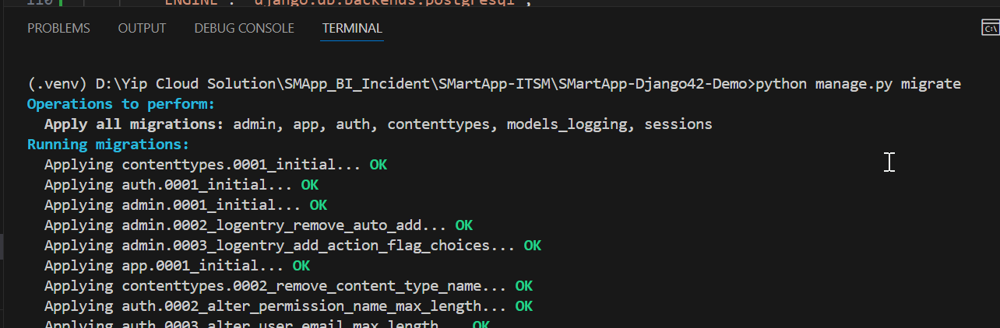 110 "ENGINE": "django.db.backends.postgresql",
PROBLEMS OUTPUT DEBUG CONSOLE TERMINAL
(.venv) D:\Yip Cloud Solution\SMApp_BI_Incident\SMartApp-ITSM\SMartApp-Django42-Demo>python manage.py migrate
Operations to perform:
Apply all migrations: admin, app, auth, contenttypes, models_logging, sessions
Running migrations:
Applying contenttypes.0001_initial... OK
Applying auth.0001_initial... OK
Applying admin.0001_initial... OK
Applying admin.0002_logentry_remove_auto_add... OK
Applying admin.0003_logentry_add_action_flag_choices... OK
Applying app.0001_initial... OK
Applying contenttypes.0002_remove_content_type_name... OK
Applying auth.0002_alter_permission_name_max_length... OK
Applying auth.0003_alter_user_email_max_length... OK